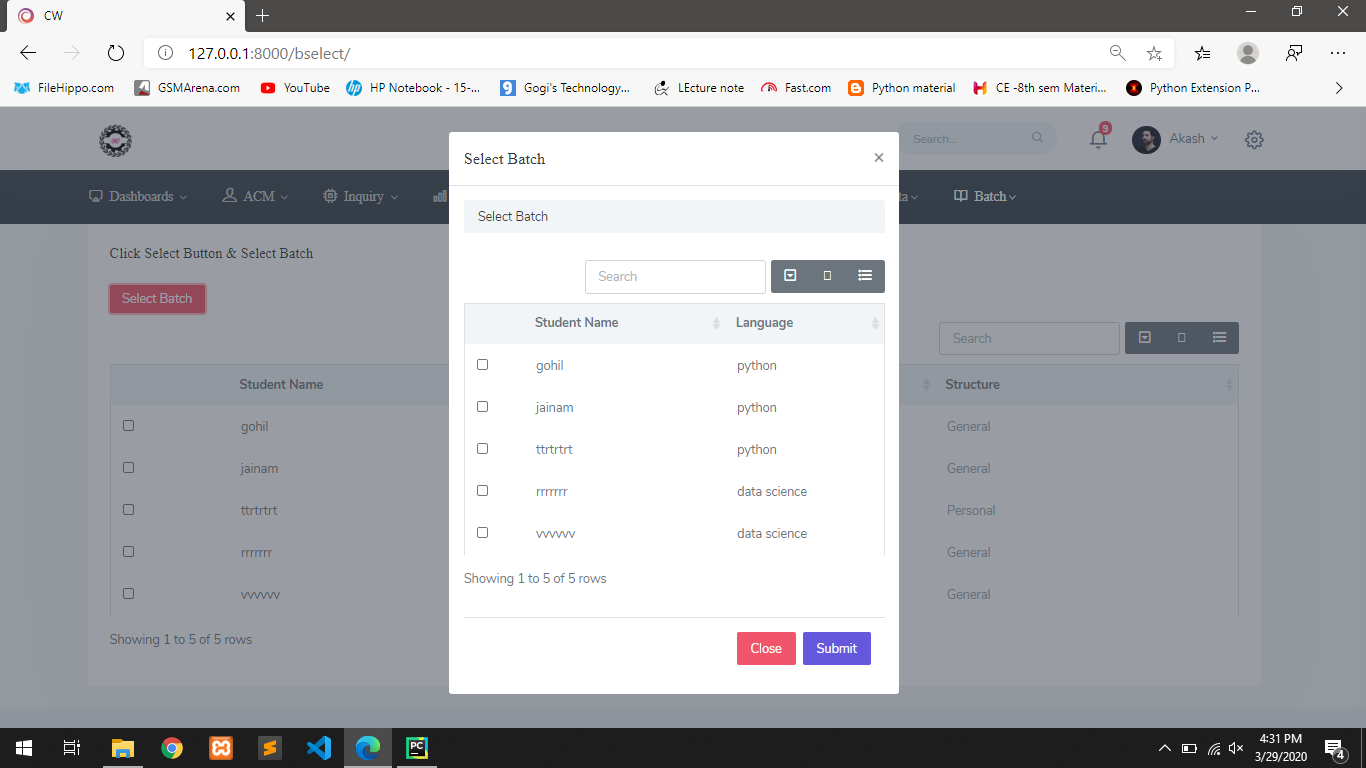 CW
127.0.0.1:8000/bselect/
FileHippo.com GSMArena.com YouTube HP Notebook - 15-... Gogi's Technology... LEcture note Fast.com Python material CE -8th sem Materi... Python Extension P...
Search... 9 Akash
Dashboards ACM Inquiry ta Batch
Click Select Button & Select Batch
Select Batch
Search
Student Name Structure
gohil General
jainam General
ttrtrtrt Personal
rrrrrrr General
vvvvvv General
Showing 1 to 5 of 5 rows
Select Batch ×
Select Batch
Search
Student Name Language
gohil python
jainam python
ttrtrtrt python
rrrrrrr data science
vvvvvv data science
Showing 1 to 5 of 5 rows
Close Submit
PC
4:31 PM
3/29/2020
4